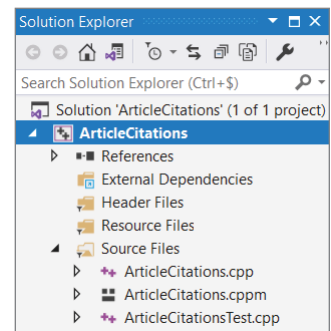 Solution Explorer
Search Solution Explorer (Ctrl+$)
Solution 'ArticleCitations' (1 of 1 project)
ArticleCitations
References
External Dependencies
Header Files
Resource Files
Source Files
ArticleCitations.cpp
ArticleCitations.cppm
ArticleCitationsTest.cpp